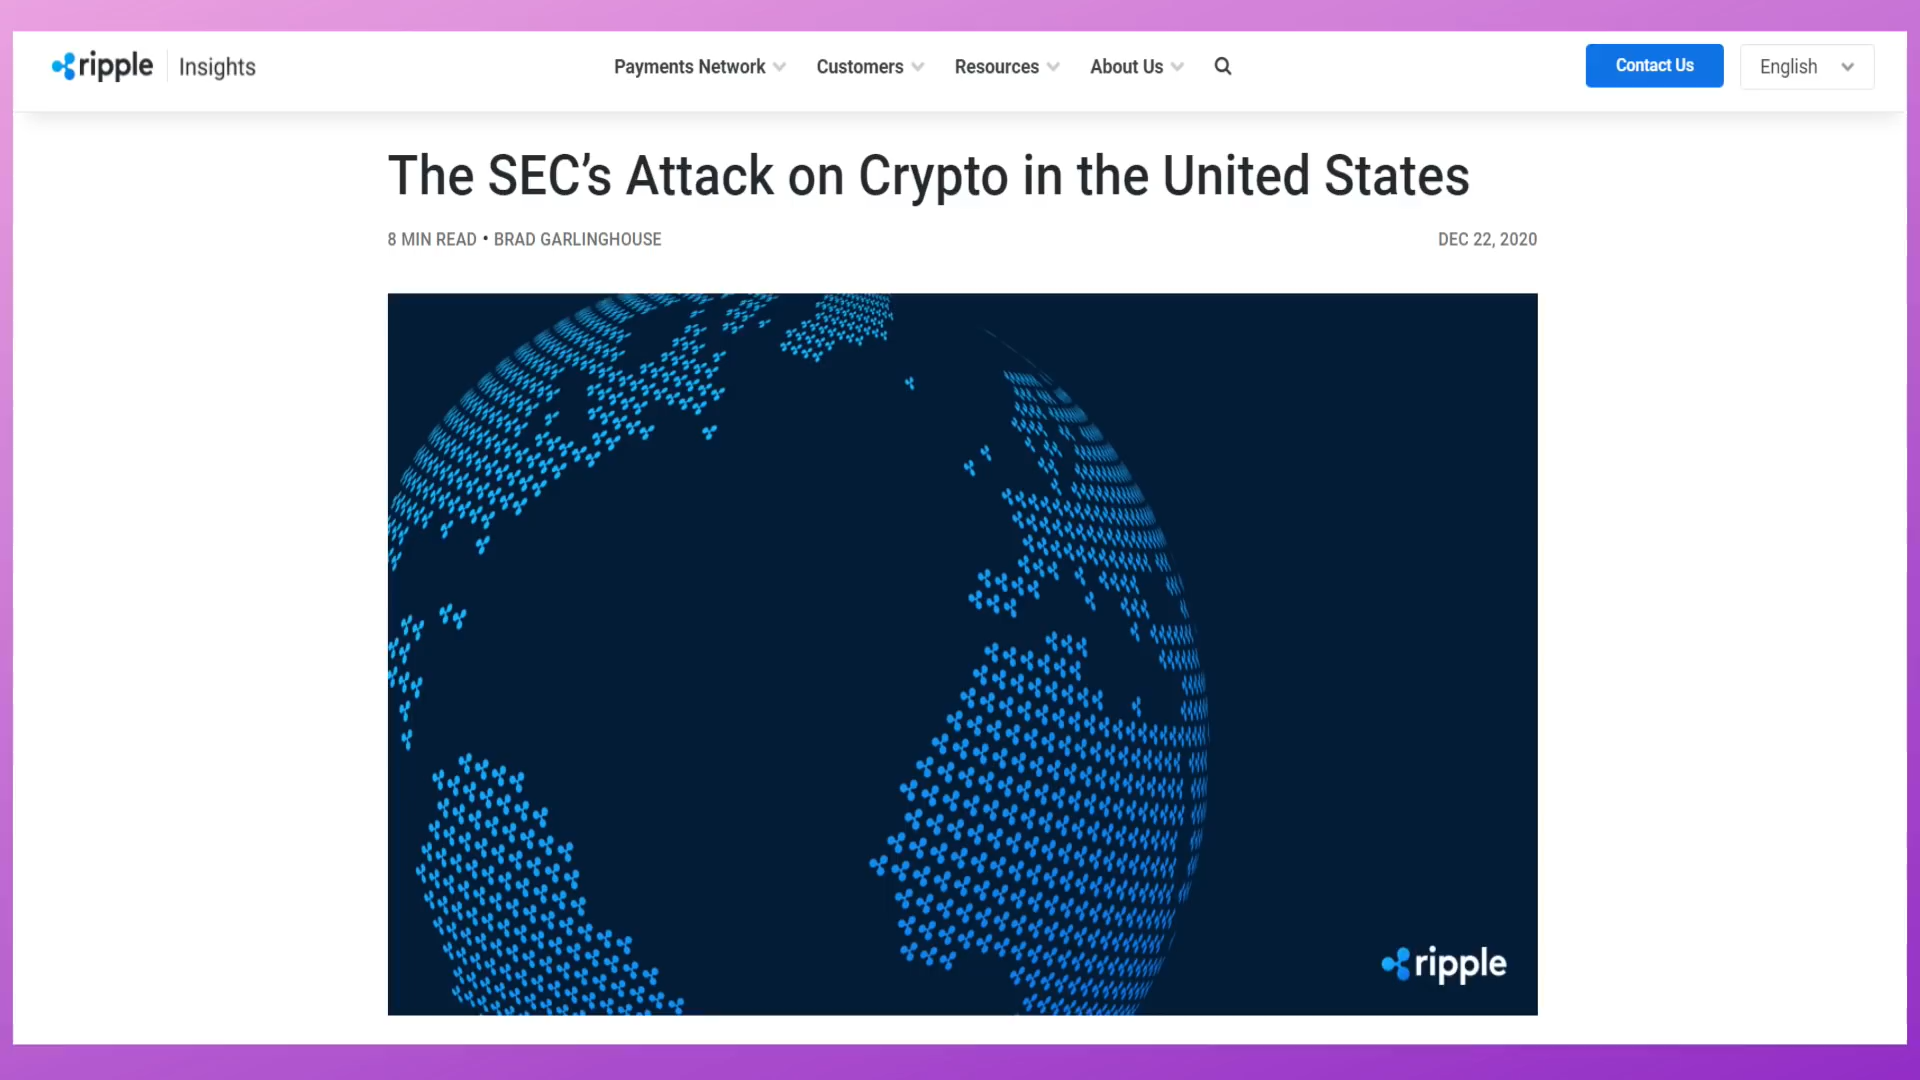 ripple Insights Payments Network Customers Resources About Us Contact Us English
The SEC’s Attack on Crypto in the United States
8 MIN READ • BRAD GARLINGHOUSE DEC 22, 2020
ripple